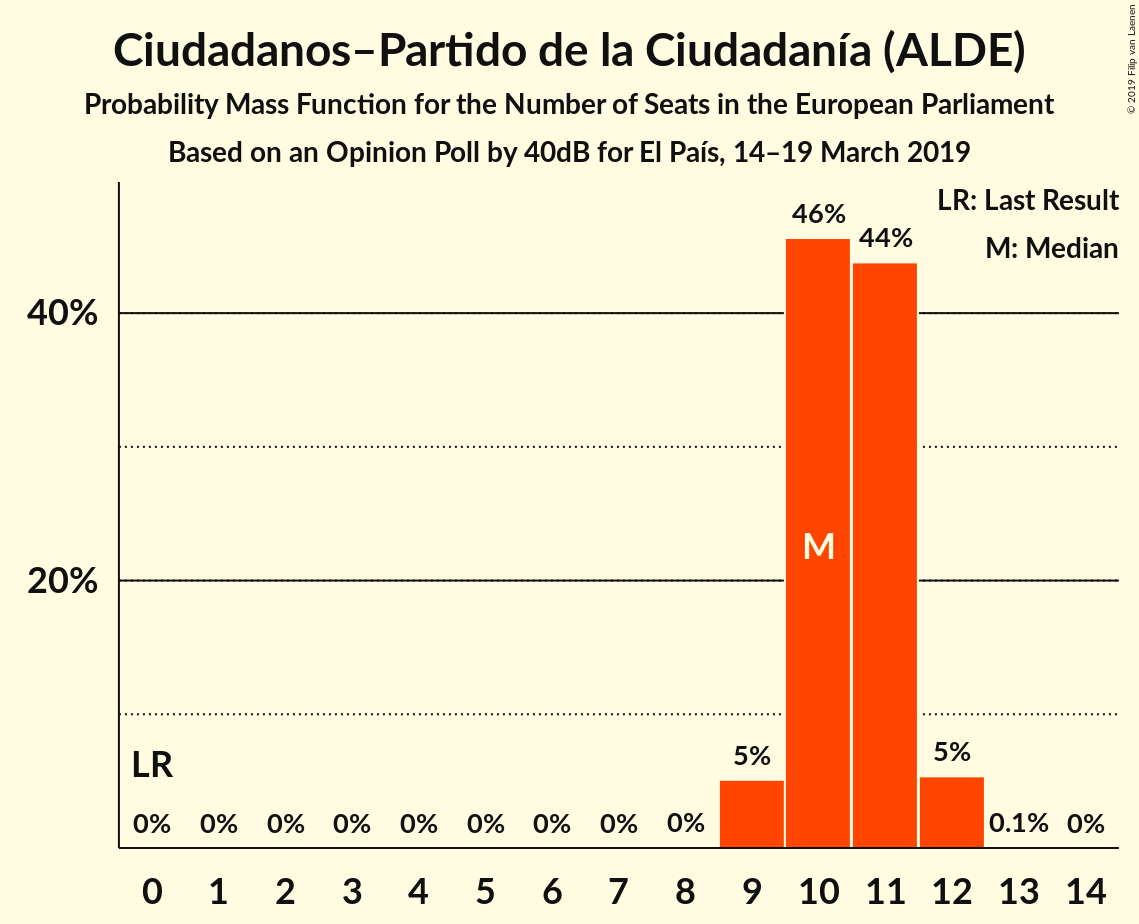 Ciudadanos–Partido de la Ciudadanía (ALDE)
Probability Mass Function for the Number of Seats in the European Parliament
Based on an Opinion Poll by 40dB for El País, 14–19 March 2019
© 2019 Filip van Laenen
LR: Last Result
M: Median
46%
44%
40%
M
20%
LR
5%
5%
0% 0% 0% 0% 0% 0% 0% 0% 0% 0.1% 0%
0 1 2 3 4 5 6 7 8 9 10 11 12 13 14